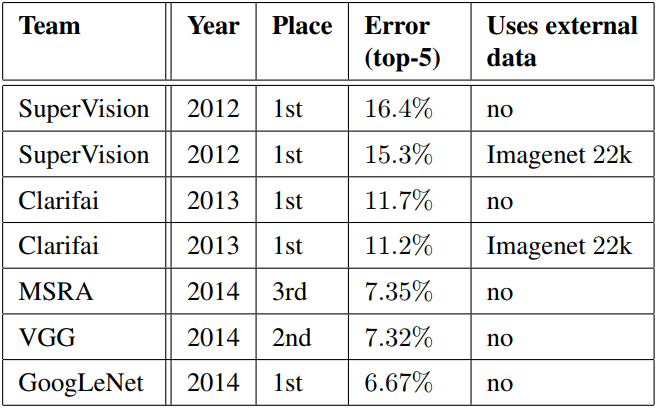 Team Year Place Error (top-5) Uses external data
SuperVision 2012 1st 16.4% no
SuperVision 2012 1st 15.3% Imagenet 22k
Clarifai 2013 1st 11.7% no
Clarifai 2013 1st 11.2% Imagenet 22k
MSRA 2014 3rd 7.35% no
VGG 2014 2nd 7.32% no
GoogLeNet 2014 1st 6.67% no